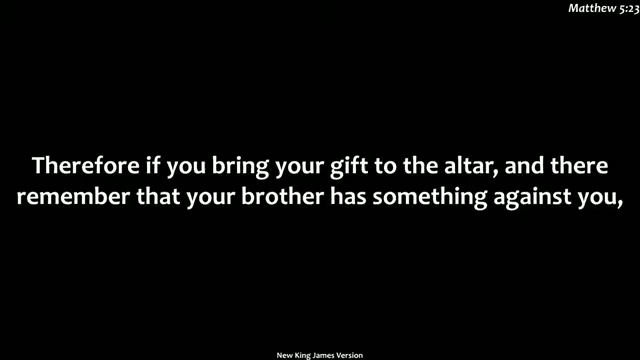 Matthew 5:23
Therefore if you bring your gift to the altar, and there
remember that your brother has something against you,
New King James Version